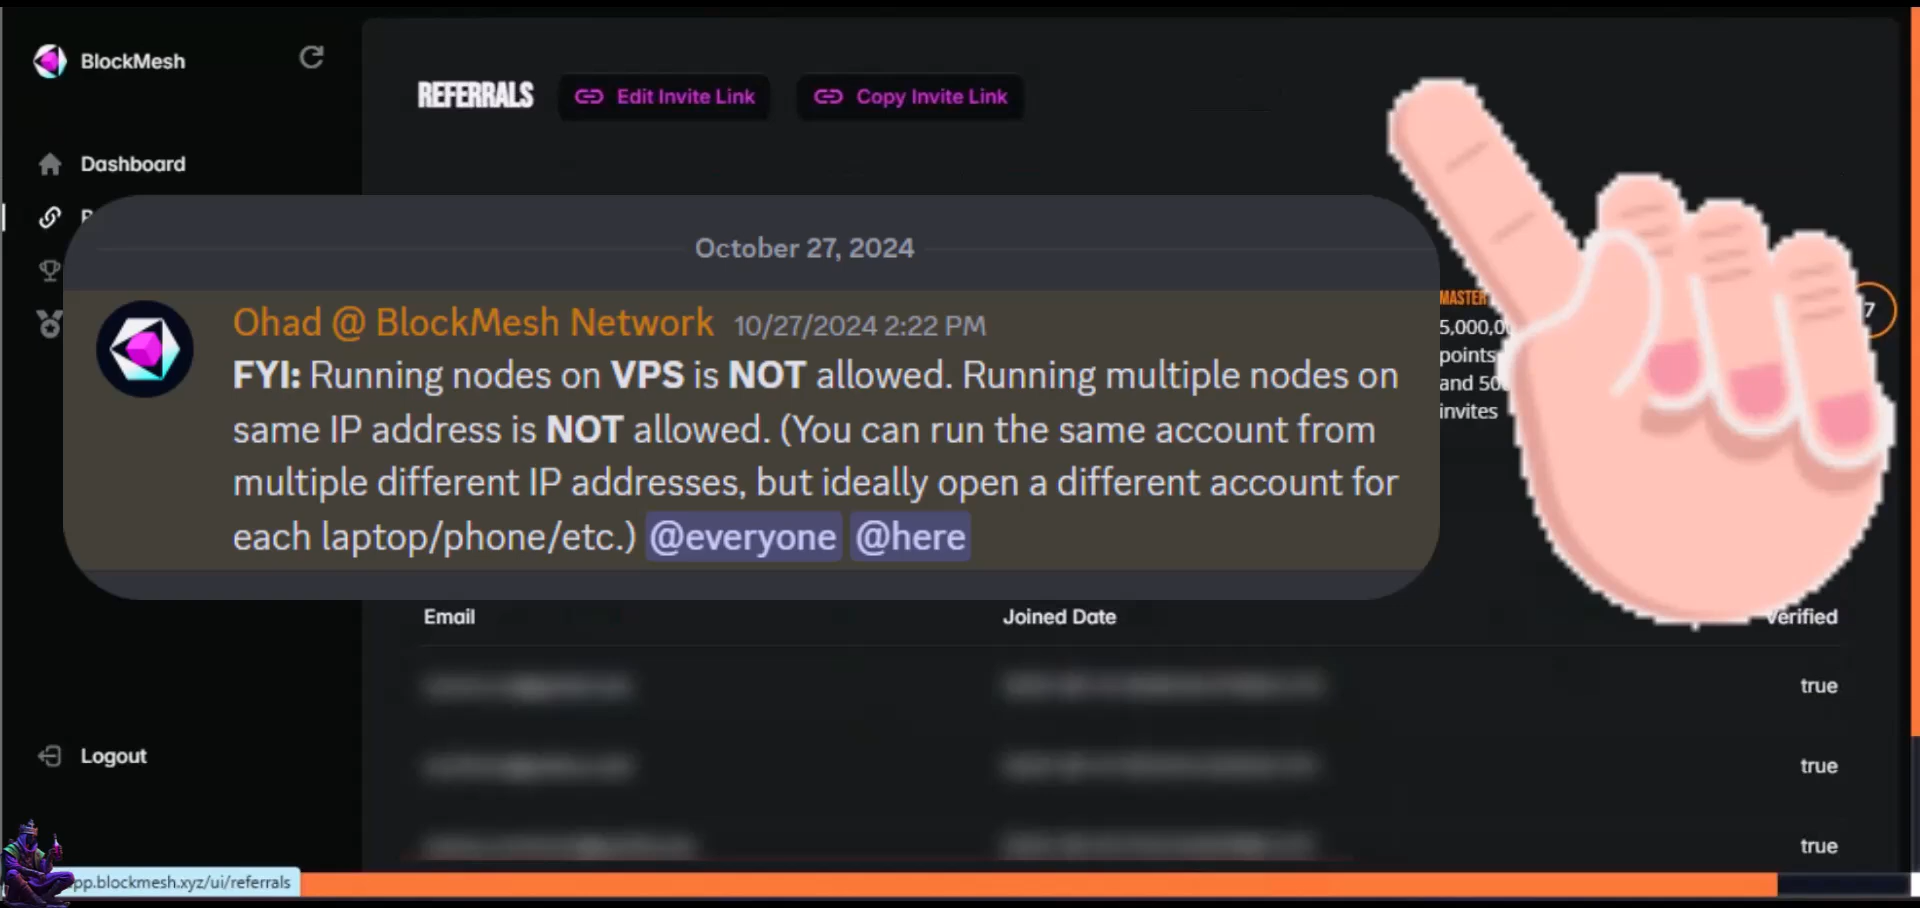 BlockMesh
REFERRALS
Edit Invite Link
Copy Invite Link
Dashboard
October 27, 2024
Ohad @ BlockMesh Network 10/27/2024 2:22 PM
FYI: Running nodes on VPS is NOT allowed. Running multiple nodes on
same IP address is NOT allowed. (You can run the same account from
multiple different IP addresses, but ideally open a different account for
each laptop/phone/etc.) @everyone @here
MASTER
points
and
invites
7
Email
Joined Date
Verified
true
true
true
Logout
pp.blockmesh.xyz/ui/referrals